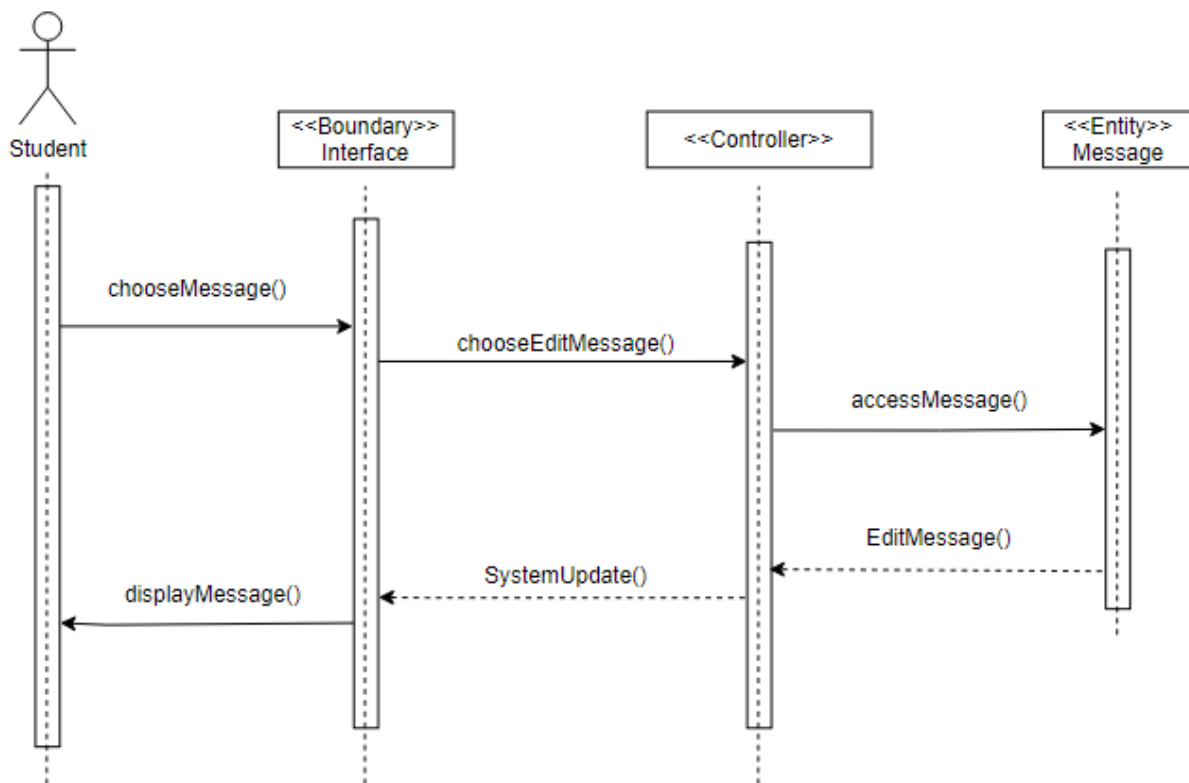 Student
<<Boundary>>
Interface
<<Controller>>
<<Entity>>
Message
chooseMessage()
chooseEditMessage()
accessMessage()
EditMessage()
SystemUpdate()
displayMessage()